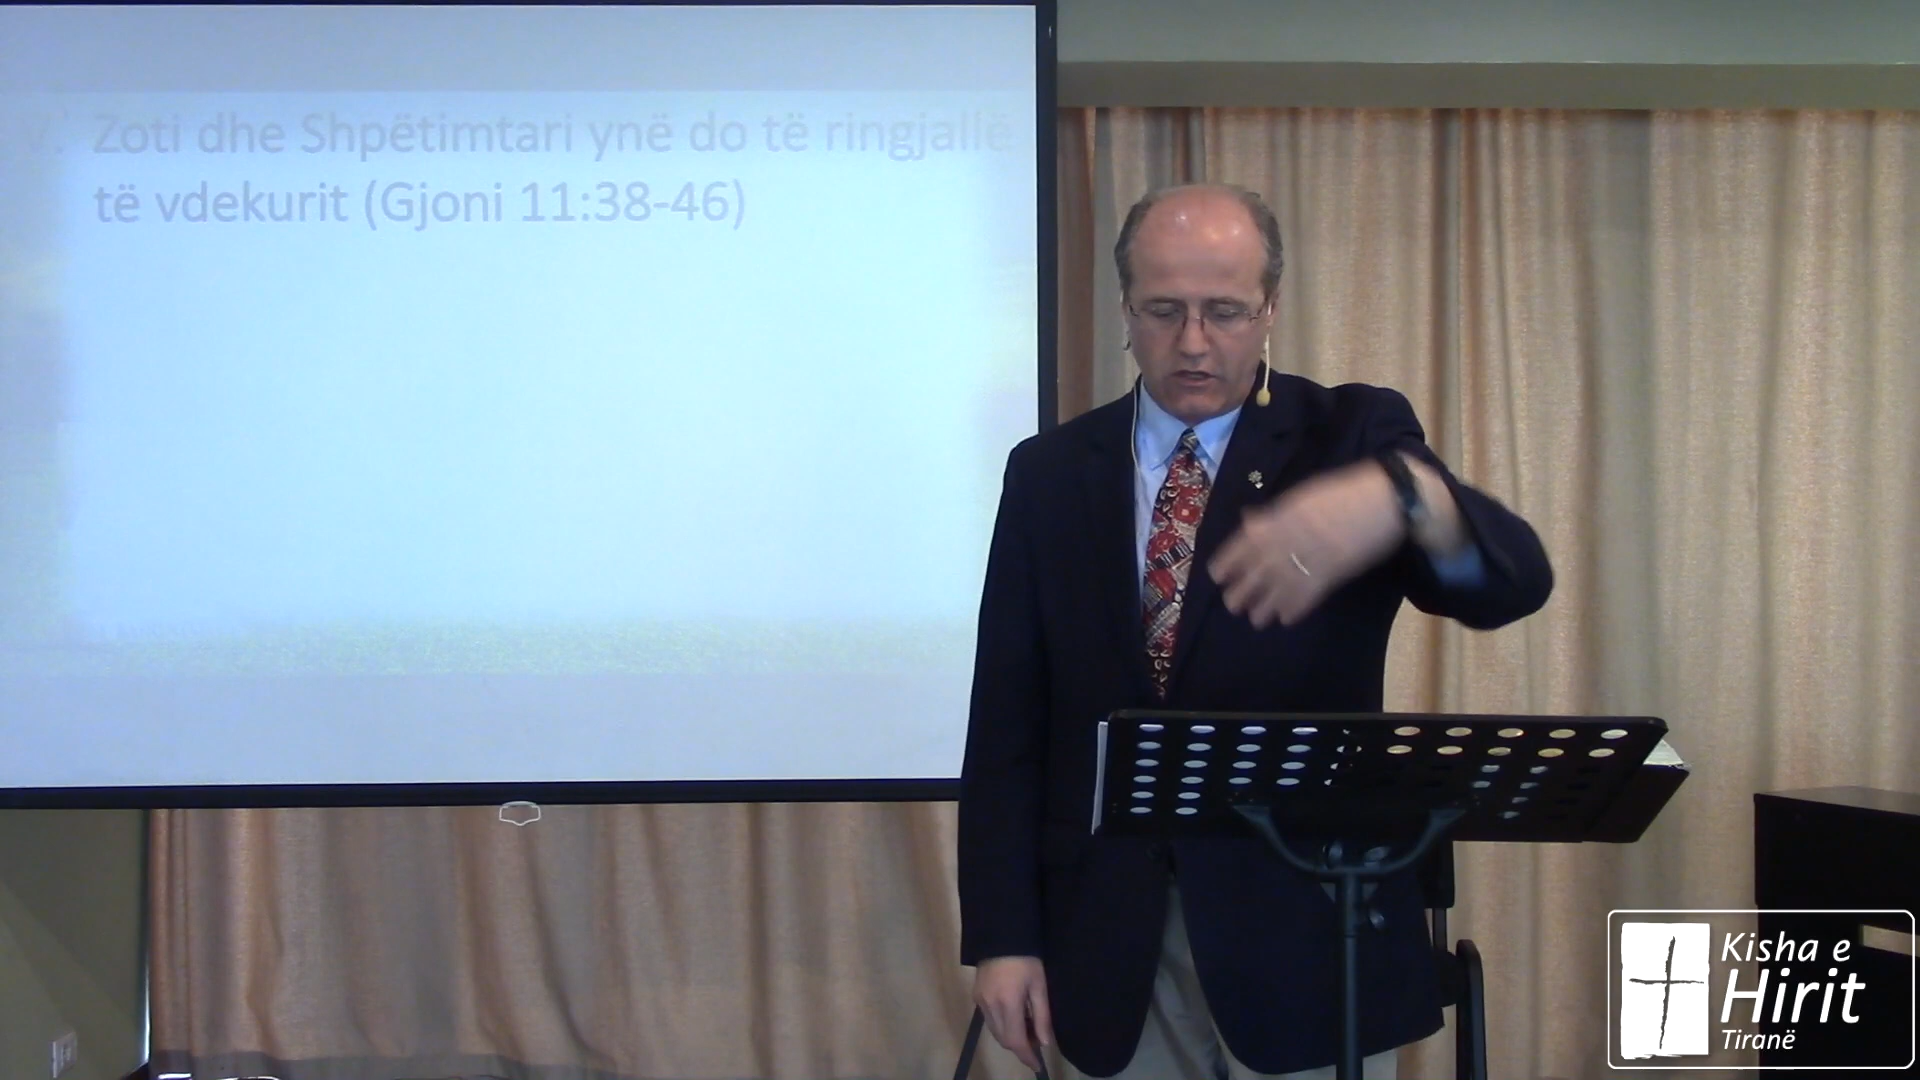 Zoti dhe Shpëtimtari ynë do të ringjallë
të vdekurit (Gjoni 11:38-46)
Kisha e
Hirit
Tiranë